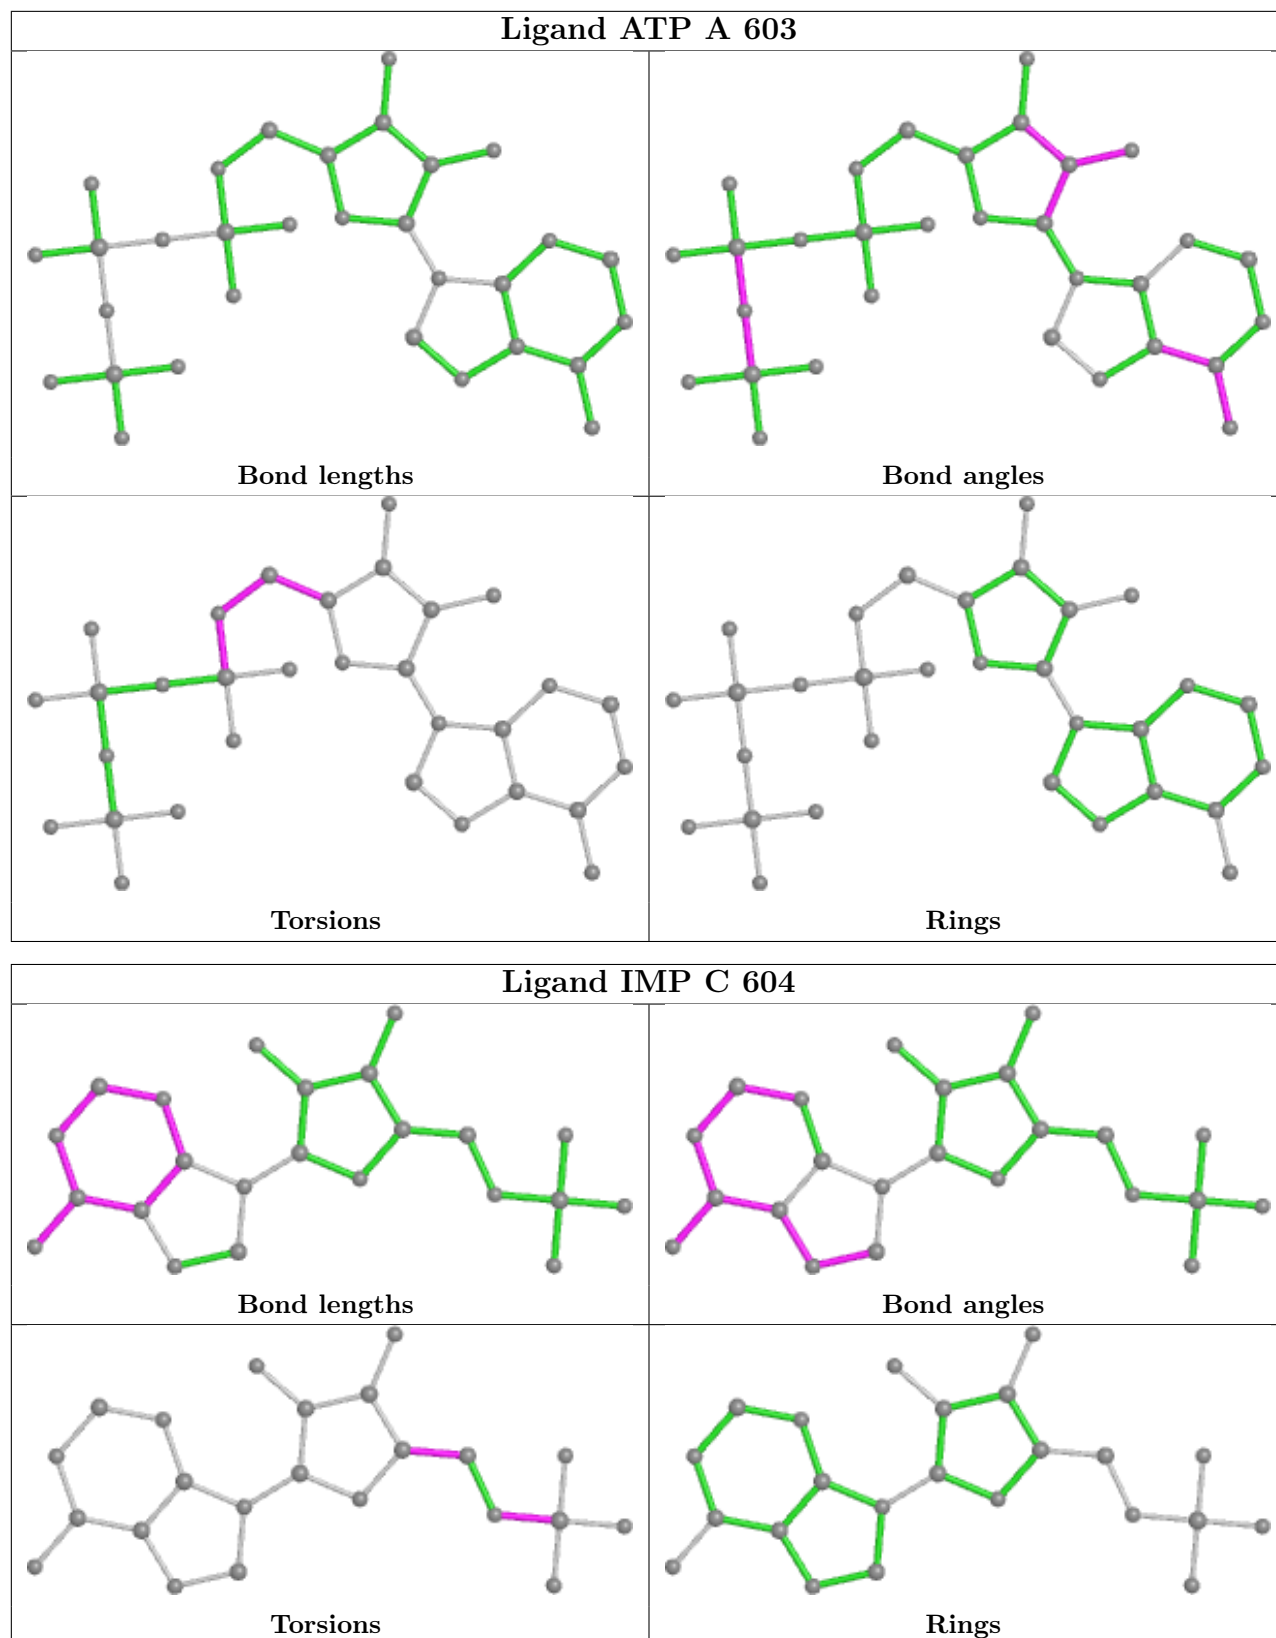 Ligand ATP A 603
Bond lengths
Bond angles
Torsions
Rings
Ligand IMP C 604
Bond lengths
Bond angles
Torsions
Rings